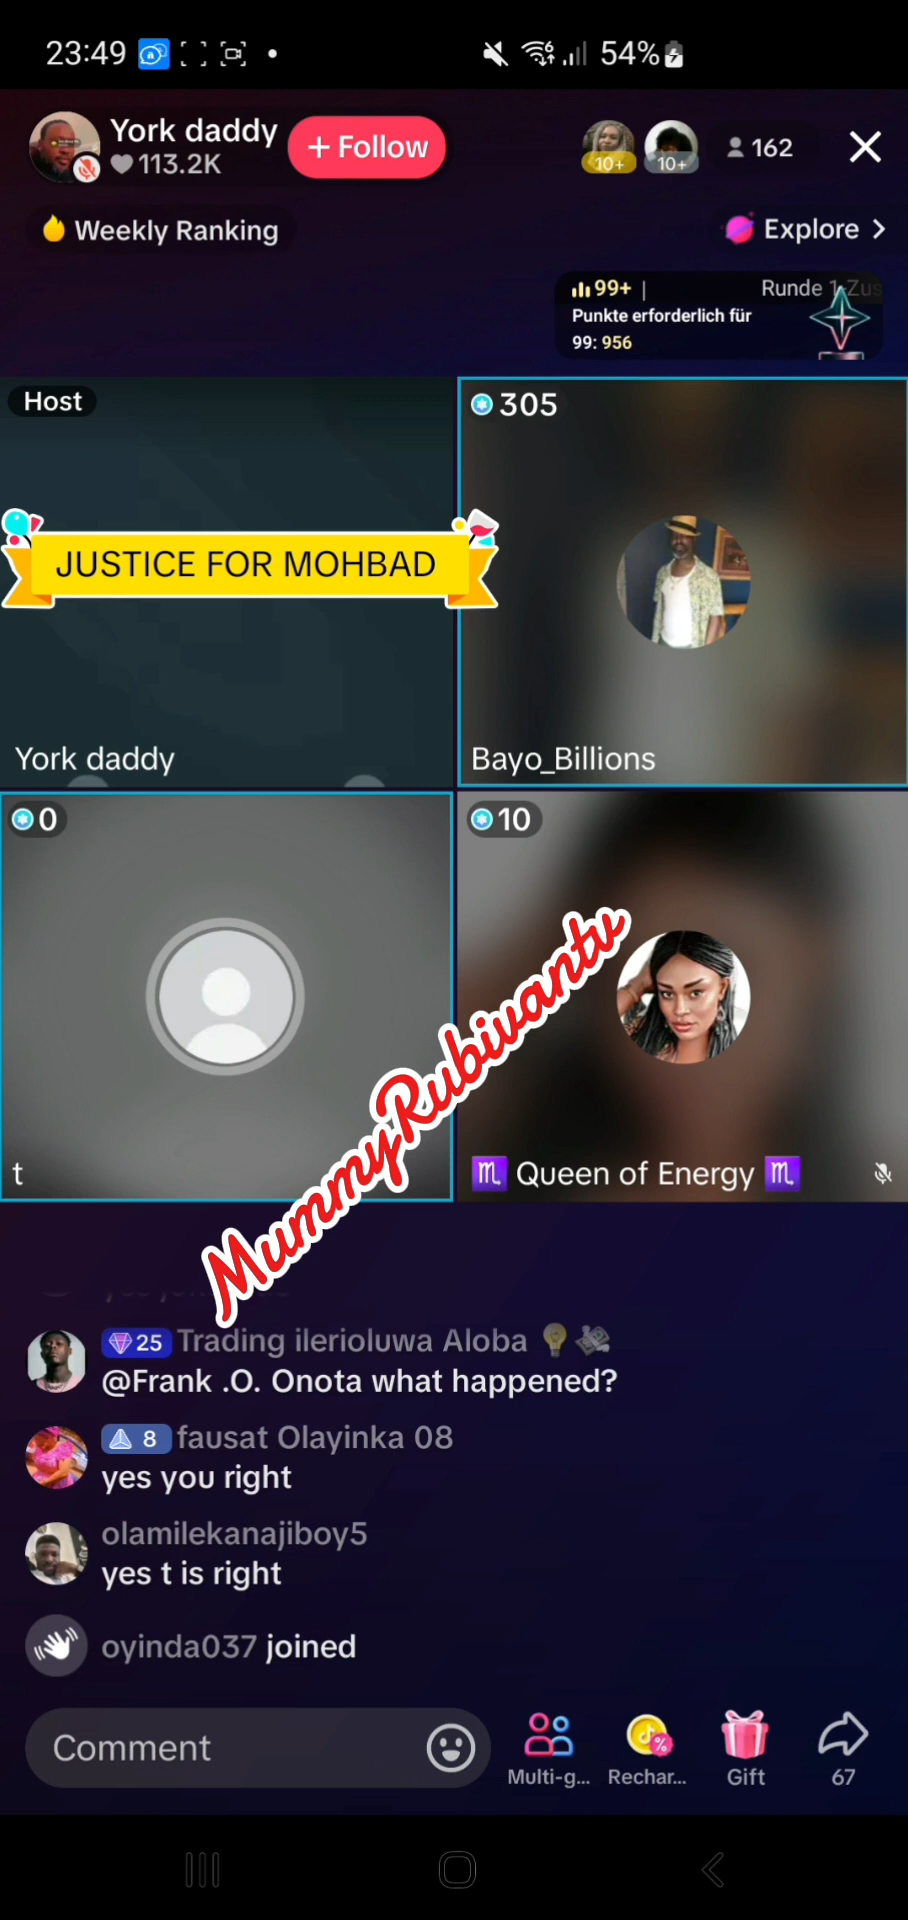 23:49
54%
York daddy
113.2K
+ Follow
10+
10+
162
Weekly Ranking
Explore >
99+ |
Runde 1 Zus
Punkte erforderlich für
99: 956
Host
305
JUSTICE FOR MOHBAD
York daddy
Bayo_Billions
0
10
MummyRubivantv
t
♏ Queen of Energy ♏
25 Trading ilerioluwa Aloba
@Frank .O. Onota what happened?
8 fausat Olayinka 08
yes you right
olamilekanajiboy5
yes t is right
oyinda037 joined
Comment
Multi-g...
Rechar...
Gift
67